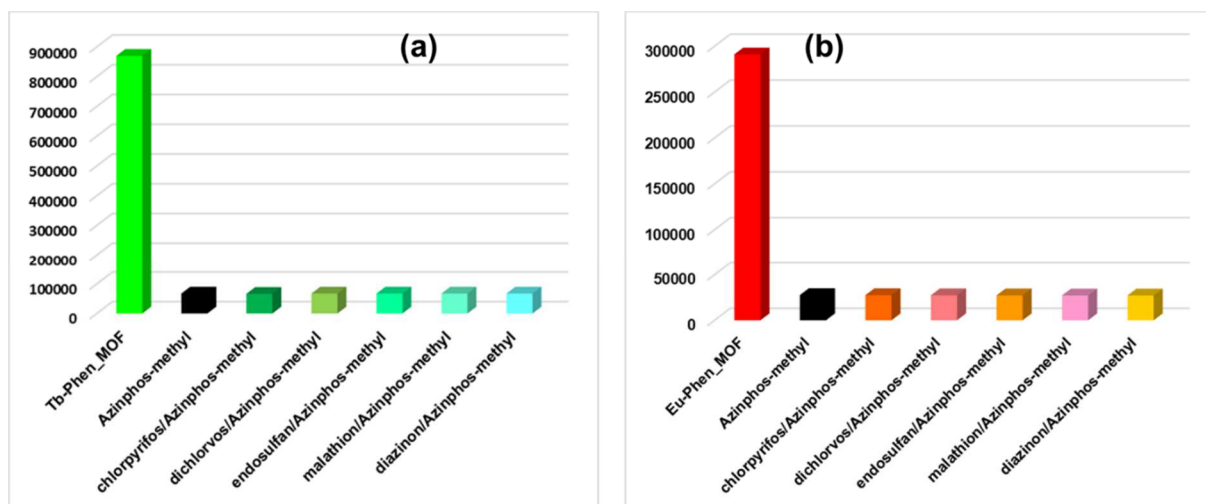 (a)
900000
800000
700000
600000
500000
400000
300000
200000
100000
0
Tb-Phen_MOF
Azinphos-methyl
chlorpyrifos/Azinphos-methyl
dichlorvos/Azinphos-methyl
endosulfan/Azinphos-methyl
malathion/Azinphos-methyl
diazinon/Azinphos-methyl
(b)
300000
250000
200000
150000
100000
50000
0
Eu-Phen_MOF
Azinphos-methyl
chlorpyrifos/Azinphos-methyl
dichlorvos/Azinphos-methyl
endosulfan/Azinphos-methyl
malathion/Azinphos-methyl
diazinon/Azinphos-methyl